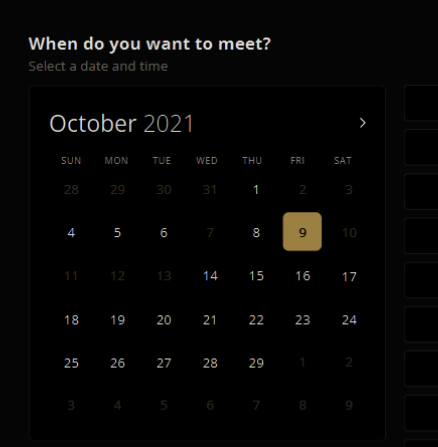 When do you want to meet?
Select a date and time
October 2021
SUN MON TUE WED THU FRI SAT
28 29 30 31 1 2 3
4 5 6 7 8 9 10
11 12 13 14 15 16 17
18 19 20 21 22 23 24
25 26 27 28 29 1 2
3 4 5 6 7 8 9